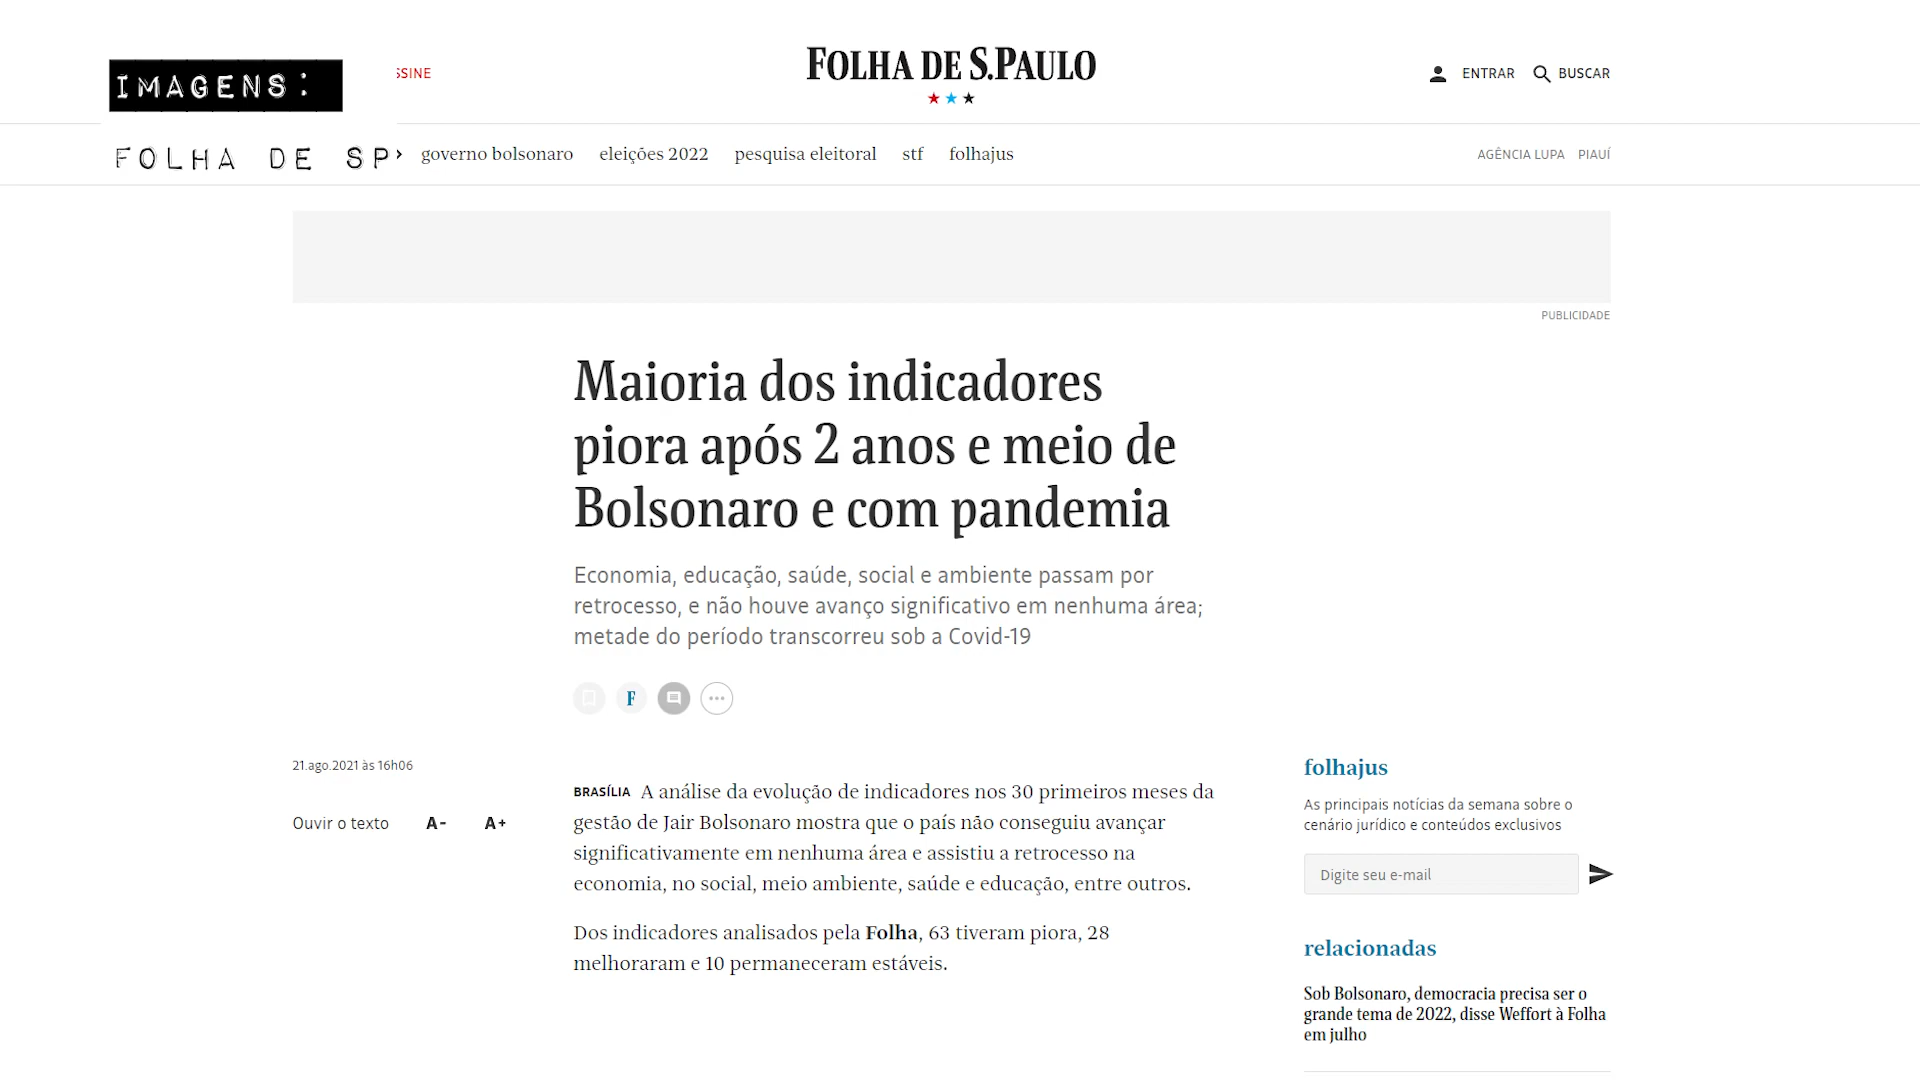 IMAGENS:
FOLHA DE SP
FOLHA DE S.PAULO
ENTRAR
BUSCAR
governo bolsonaro
eleições 2022
pesquisa eleitoral
stf
folhajus
AGÊNCIA LUPA
PIAUÍ
PUBLICIDADE
Maioria dos indicadores
piora após 2 anos e meio de
Bolsonaro e com pandemia
Economia, educação, saúde, social e ambiente passam por
retrocesso, e não houve avanço significativo em nenhuma área;
metade do período transcorreu sob a Covid-19
F
21.ago.2021 às 16h06
Ouvir o texto
A-
A+
BRASÍLIA A análise da evolução de indicadores nos 30 primeiros meses da
gestão de Jair Bolsonaro mostra que o país não conseguiu avançar
significativamente em nenhuma área e assistiu a retrocesso na
economia, no social, meio ambiente, saúde e educação, entre outros.
Dos indicadores analisados pela Folha, 63 tiveram piora, 28
melhoraram e 10 permaneceram estáveis.
folhajus
As principais notícias da semana sobre o
cenário jurídico e conteúdos exclusivos
Digite seu e-mail
relacionadas
Sob Bolsonaro, democracia precisa ser o
grande tema de 2022, disse Weffort à Folha
em julho